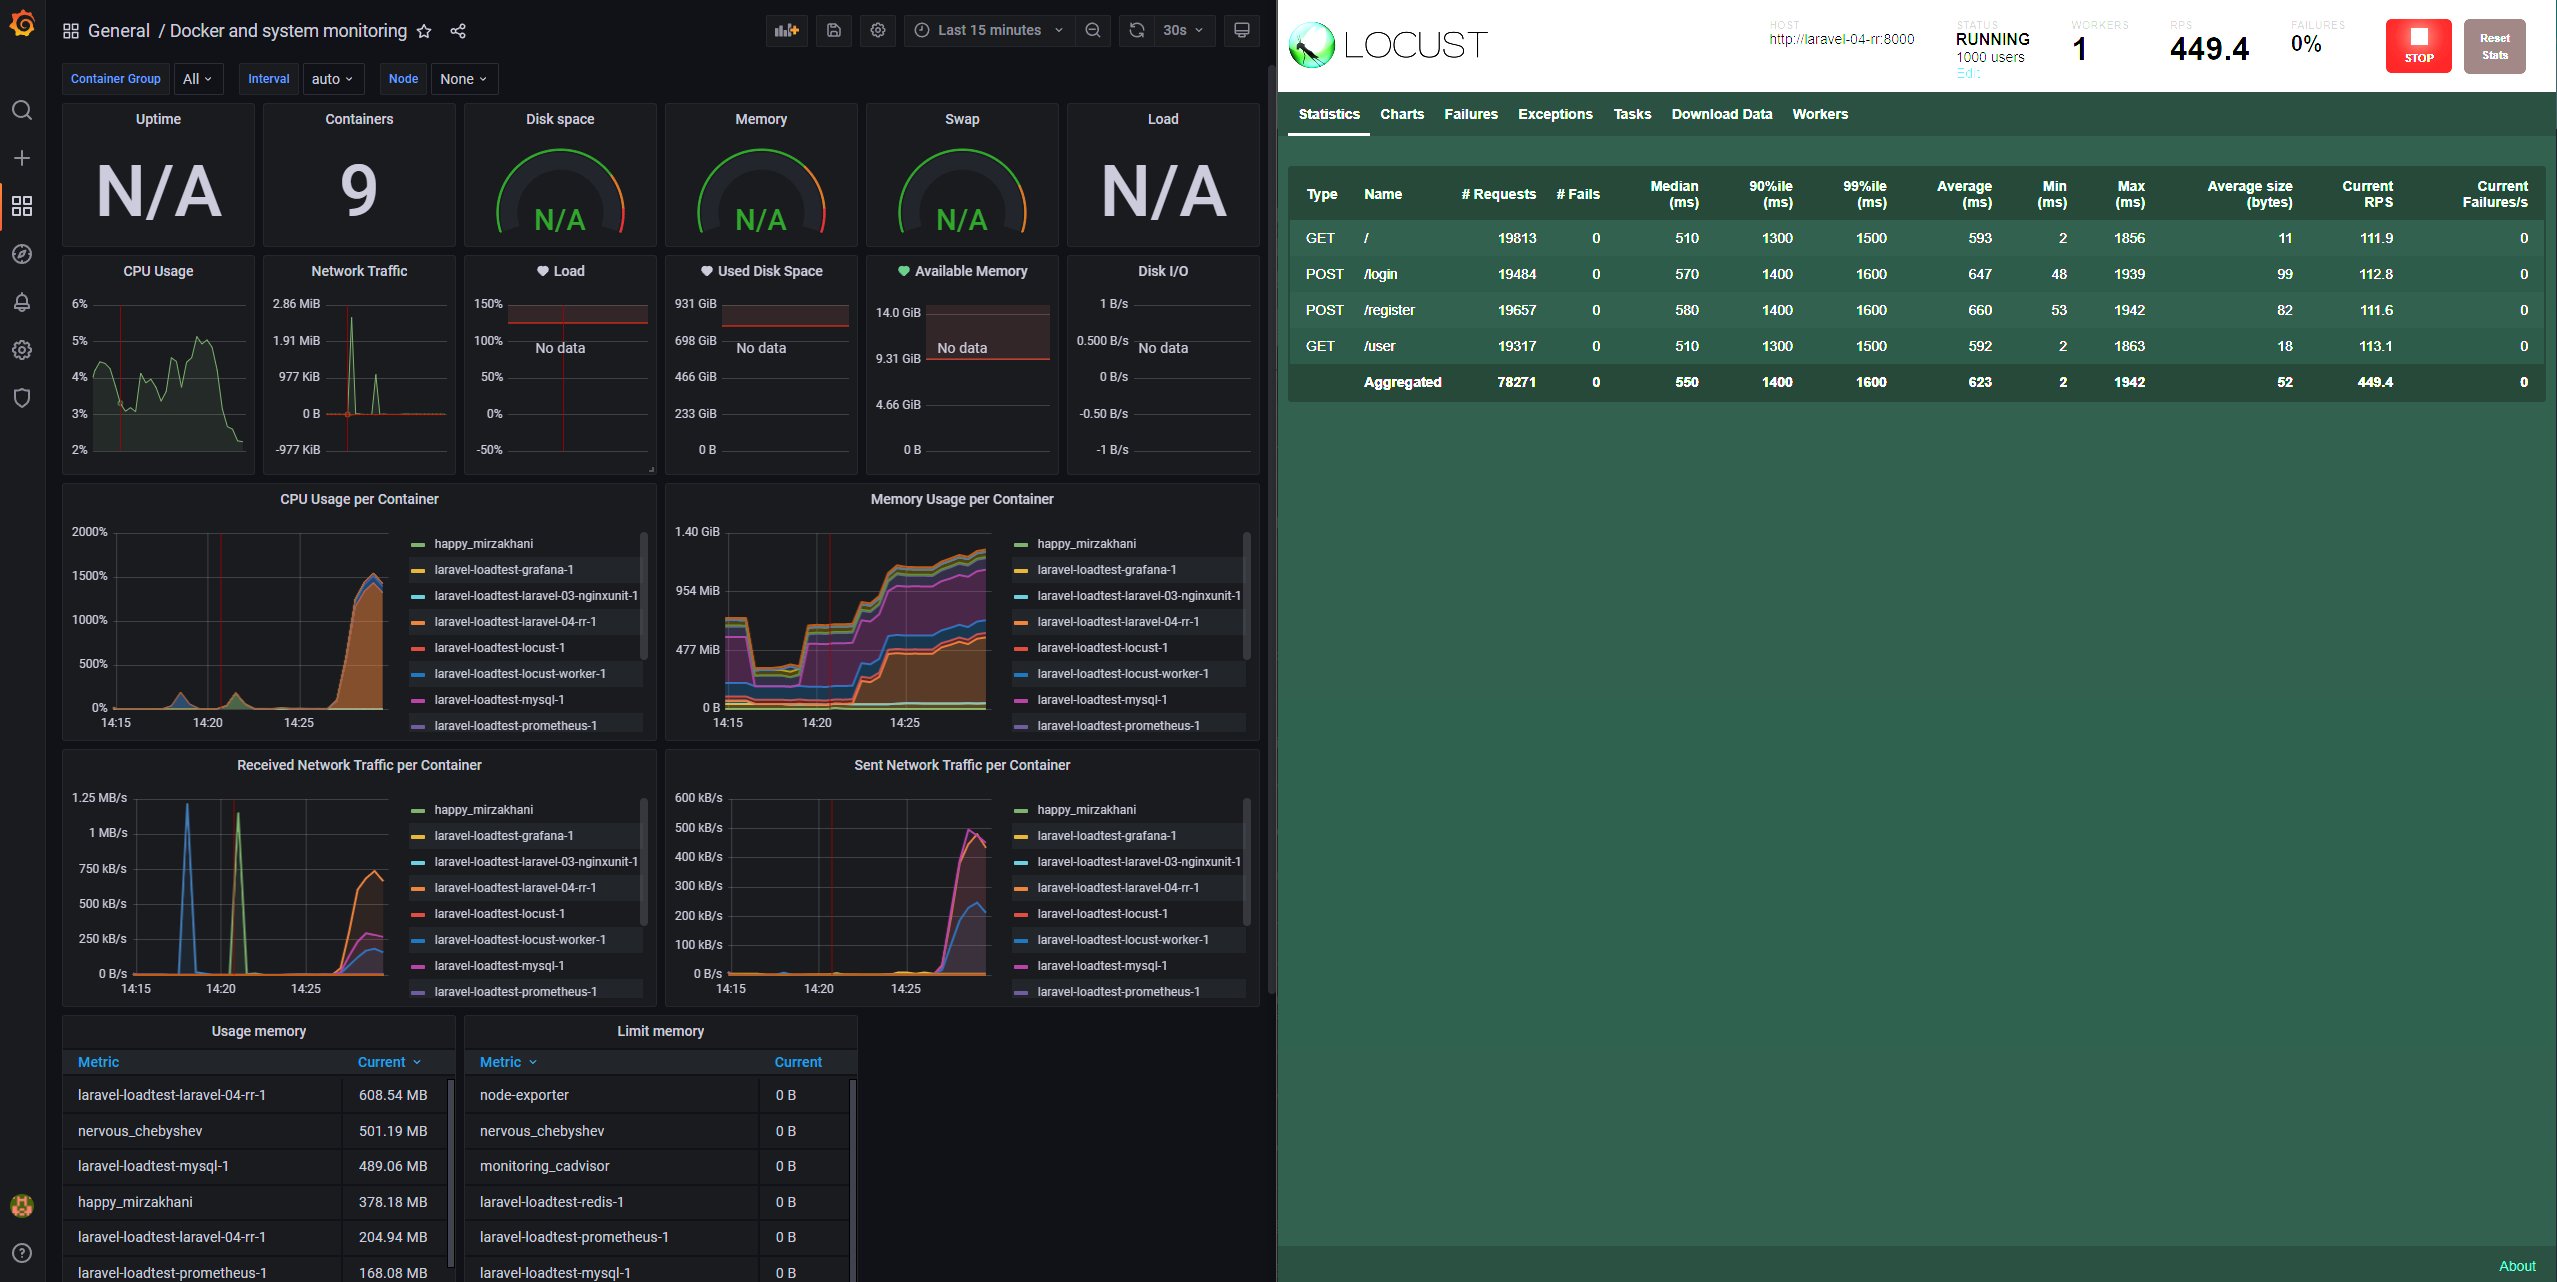 General / Docker and system monitoring
Last 15 minutes
30s
Container Group All
Interval auto
Node None
Uptime
N/A
Containers
9
Disk space
N/A
Memory
N/A
Swap
N/A
Load
N/A
CPU Usage
6%
5%
4%
3%
2%
Network Traffic
2.86 MiB
1.91 MiB
977 KiB
0 B
-977 KiB
Load
150%
100%
50%
0%
-50%
No data
Used Disk Space
931 GiB
698 GiB
466 GiB
233 GiB
0 B
No data
Available Memory
14.0 GiB
9.31 GiB
4.66 GiB
0 B
No data
Disk I/O
1 B/s
0.500 B/s
0 B/s
-0.50 B/s
-1 B/s
No data
CPU Usage per Container
2000%
1500%
1000%
500%
0%
14:15 14:20 14:25
happy_mirzakhani
laravel-loadtest-grafana-1
laravel-loadtest-laravel-03-nginxunit-1
laravel-loadtest-laravel-04-rr-1
laravel-loadtest-locust-1
laravel-loadtest-locust-worker-1
laravel-loadtest-mysql-1
laravel-loadtest-prometheus-1
Memory Usage per Container
1.40 GiB
954 MiB
477 MiB
0 B
14:15 14:20 14:25
happy_mirzakhani
laravel-loadtest-grafana-1
laravel-loadtest-laravel-03-nginxunit-1
laravel-loadtest-laravel-04-rr-1
laravel-loadtest-locust-1
laravel-loadtest-locust-worker-1
laravel-loadtest-mysql-1
laravel-loadtest-prometheus-1
Received Network Traffic per Container
1.25 MB/s
1 MB/s
750 kB/s
500 kB/s
250 kB/s
0 B/s
14:15 14:20 14:25
happy_mirzakhani
laravel-loadtest-grafana-1
laravel-loadtest-laravel-03-nginxunit-1
laravel-loadtest-laravel-04-rr-1
laravel-loadtest-locust-1
laravel-loadtest-locust-worker-1
laravel-loadtest-mysql-1
laravel-loadtest-prometheus-1
Sent Network Traffic per Container
600 kB/s
500 kB/s
400 kB/s
300 kB/s
200 kB/s
100 kB/s
0 B/s
14:15 14:20 14:25
happy_mirzakhani
laravel-loadtest-grafana-1
laravel-loadtest-laravel-03-nginxunit-1
laravel-loadtest-laravel-04-rr-1
laravel-loadtest-locust-1
laravel-loadtest-locust-worker-1
laravel-loadtest-mysql-1
laravel-loadtest-prometheus-1
Usage memory
Metric Current
laravel-loadtest-laravel-04-rr-1 608.54 MB
nervous_chebyshev 501.19 MB
laravel-loadtest-mysql-1 489.06 MB
happy_mirzakhani 378.18 MB
laravel-loadtest-laravel-04-rr-1 204.94 MB
laravel-loadtest-prometheus-1 168.08 MB
Limit memory
Metric Current
node-exporter 0 B
nervous_chebyshev 0 B
monitoring_cadvisor 0 B
laravel-loadtest-redis-1 0 B
laravel-loadtest-prometheus-1 0 B
laravel-loadtest-mysql-1 0 B
LOCUST
HOST
http://laravel-04-rr:8000
STATUS
RUNNING
1000 users
Edit
WORKERS
1
RPS
449.4
FAILURES
0%
STOP
Reset
Stats
Statistics Charts Failures Exceptions Tasks Download Data Workers
Type Name # Requests # Fails Median (ms) 90%ile (ms) 99%ile (ms) Average (ms) Min (ms) Max (ms) Average size (bytes) Current RPS Current Failures/s
GET / 19813 0 510 1300 1500 593 2 1856 11 111.9 0
POST /login 19484 0 570 1400 1600 647 48 1939 99 112.8 0
POST /register 19657 0 580 1400 1600 660 53 1942 82 111.6 0
GET /user 19317 0 510 1300 1500 592 2 1863 18 113.1 0
Aggregated 78271 0 550 1400 1600 623 2 1942 52 449.4 0
About